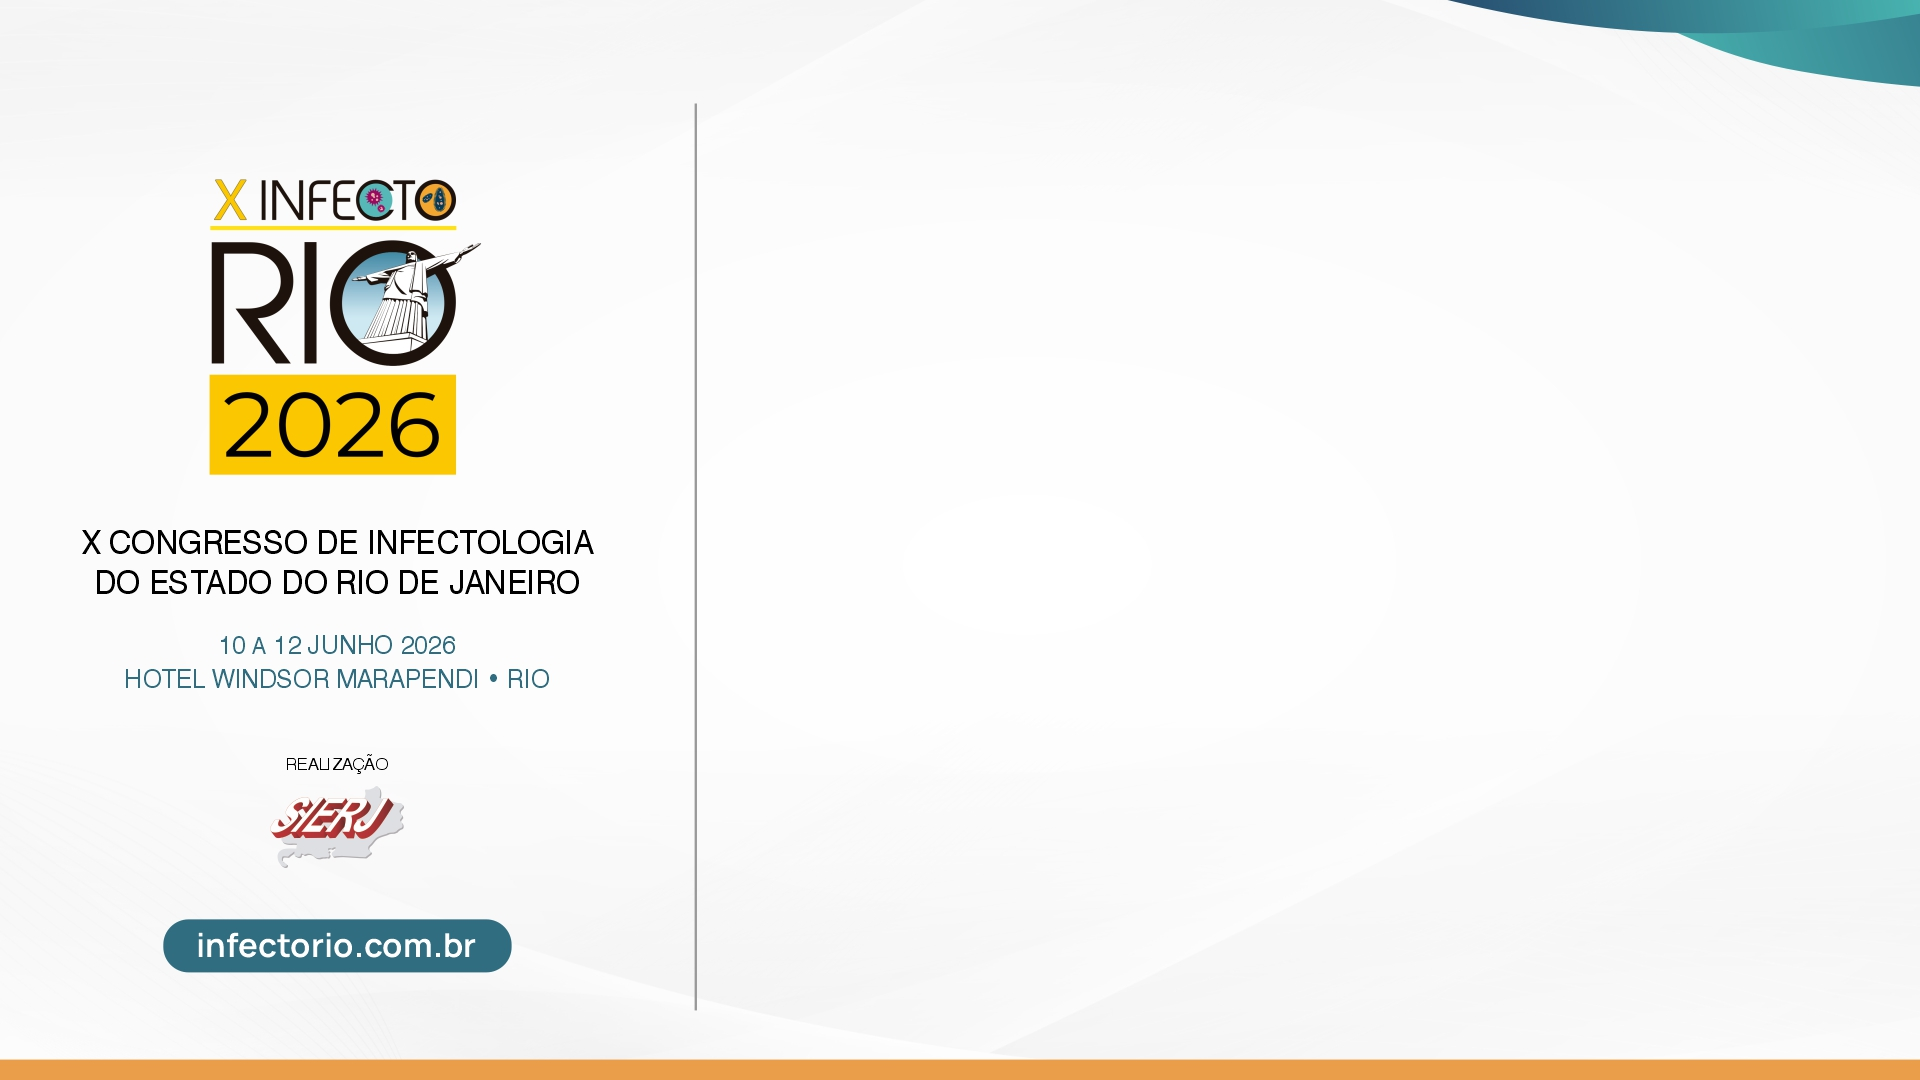 X INFECTO
RIO
2026
X CONGRESSO DE INFECTOLOGIA
DO ESTADO DO RIO DE JANEIRO
10 A 12 JUNHO 2026
HOTEL WINDSOR MARAPENDI • RIO
REALIZAÇÃO
SIERJ
infectorio.com.br